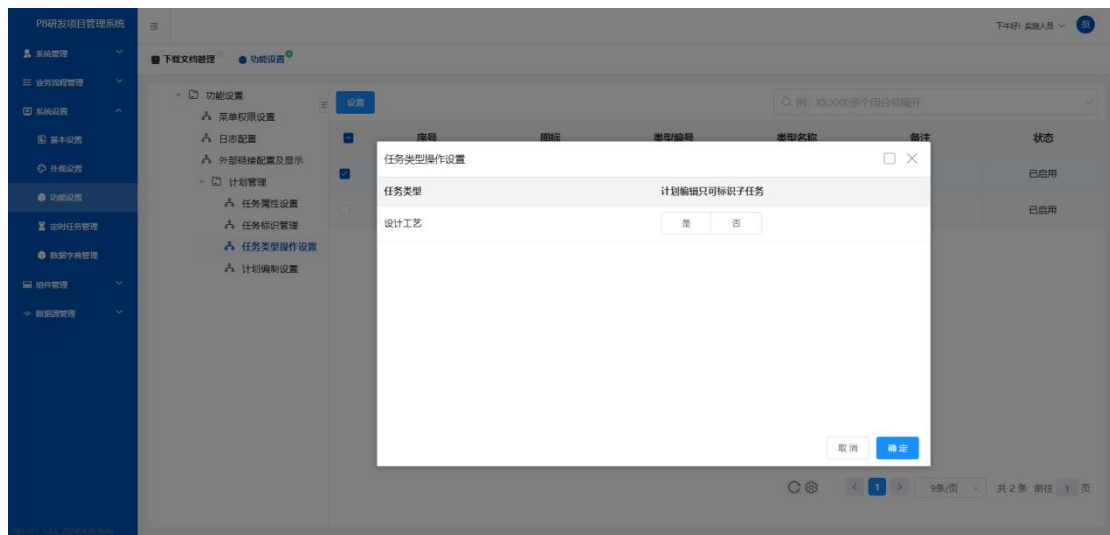 P8研发项目管理系统
下午好! 实施人员
员
系统管理
下载文档管理
功能设置
业务流程管理
系统设置
基本设置
外观设置
功能设置
定时任务管理
数据字典管理
组件管理
数据源管理
功能设置
菜单权限设置
日志配置
外部链接配置及显示
计划管理
任务属性设置
任务标识管理
任务类型操作设置
计划编制设置
设置
例：XXXXXX,多个用分号隔开
序号 图标 类型编号 类型名称 备注 状态
已启用
已启用
任务类型操作设置
任务类型 计划编辑只可标识子任务
设计工艺 是 否
取消 确定
1 9条/页 共2条 前往 1 页